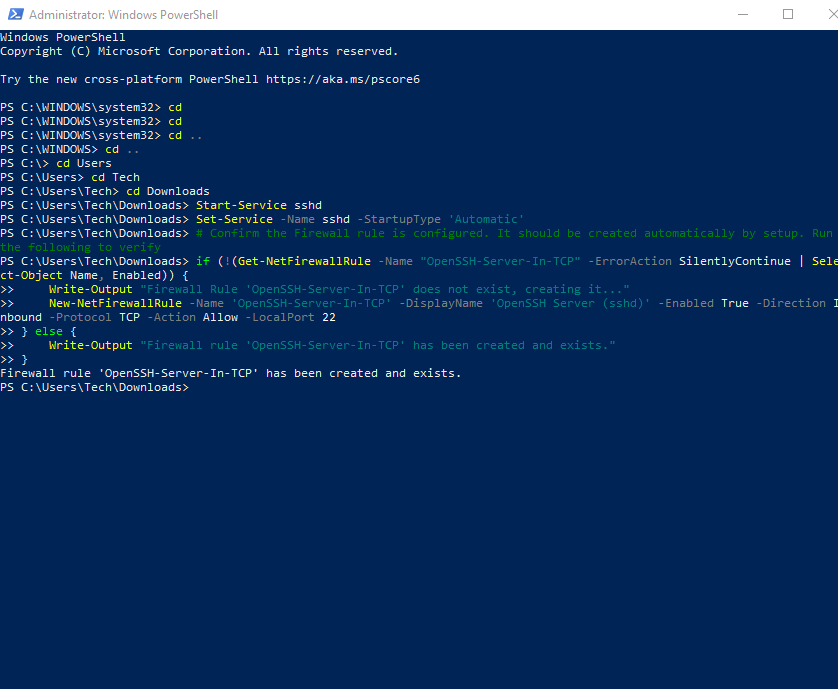 Administrator: Windows PowerShell
Windows PowerShell
Copyright (C) Microsoft Corporation. All rights reserved.
Try the new cross-platform PowerShell https://aka.ms/pscore6
PS C:\WINDOWS\system32> cd
PS C:\WINDOWS\system32> cd
PS C:\WINDOWS\system32> cd ..
PS C:\WINDOWS> cd ..
PS C:\> cd Users
PS C:\Users> cd Tech
PS C:\Users\Tech> cd Downloads
PS C:\Users\Tech\Downloads> Start-Service sshd
PS C:\Users\Tech\Downloads> Set-Service -Name sshd -StartupType 'Automatic'
PS C:\Users\Tech\Downloads> # Confirm the Firewall rule is configured. It should be created automatically by setup. Run
the following to verify
PS C:\Users\Tech\Downloads> if (!(Get-NetFirewallRule -Name "OpenSSH-Server-In-TCP" -ErrorAction SilentlyContinue | Sele
ct-Object Name, Enabled)) {
>>     Write-Output "Firewall Rule 'OpenSSH-Server-In-TCP' does not exist, creating it..."
>>     New-NetFirewallRule -Name 'OpenSSH-Server-In-TCP' -DisplayName 'OpenSSH Server (sshd)' -Enabled True -Direction I
nbound -Protocol TCP -Action Allow -LocalPort 22
>> } else {
>>     Write-Output "Firewall rule 'OpenSSH-Server-In-TCP' has been created and exists."
>> }
Firewall rule 'OpenSSH-Server-In-TCP' has been created and exists.
PS C:\Users\Tech\Downloads>